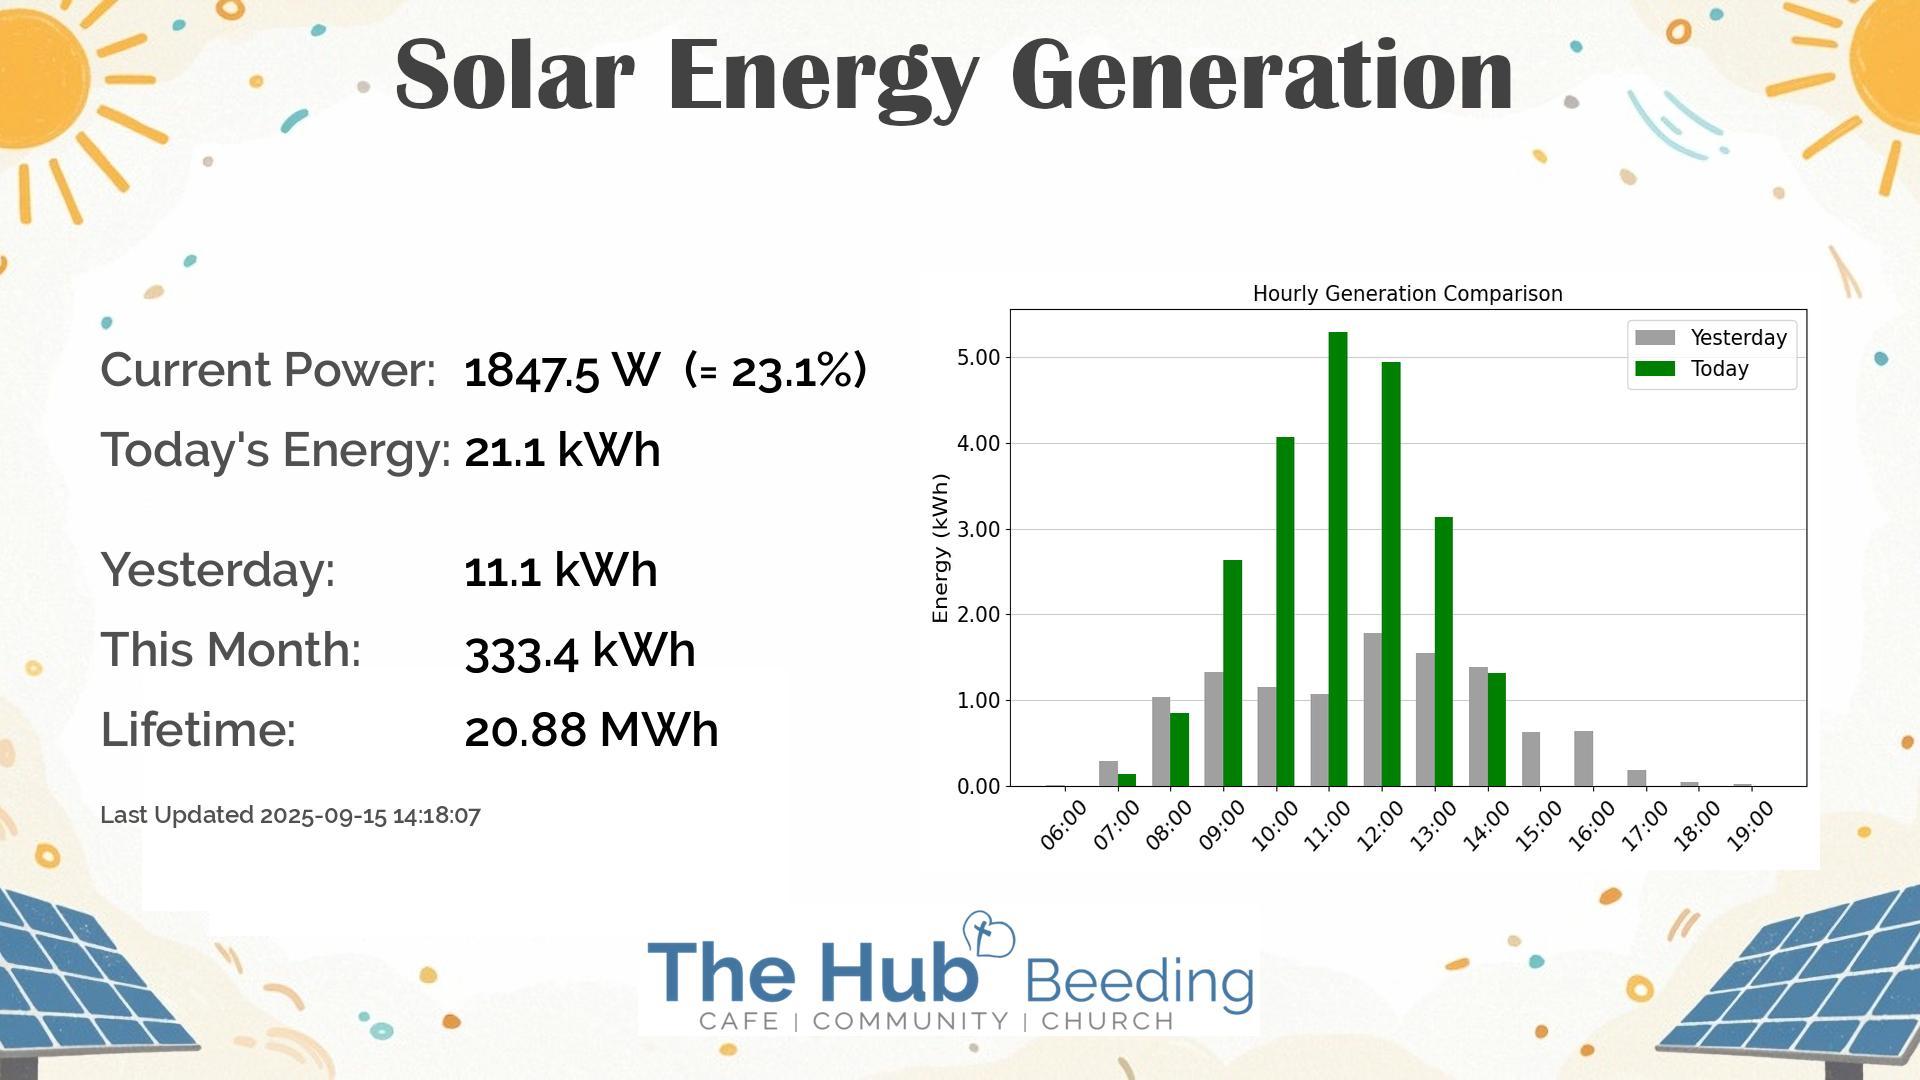 Solar Energy Generation
Current Power: 1847.5 W (= 23.1%)
Today's Energy: 21.1 kWh
Yesterday: 11.1 kWh
This Month: 333.4 kWh
Lifetime: 20.88 MWh
Last Updated 2025-09-15 14:18:07
Hourly Generation Comparison
Yesterday
Today
Energy (kWh)
5.00
4.00
3.00
2.00
1.00
0.00
06:00 07:00 08:00 09:00 10:00 11:00 12:00 13:00 14:00 15:00 16:00 17:00 18:00 19:00
The Hub Beeding
CAFE | COMMUNITY | CHURCH